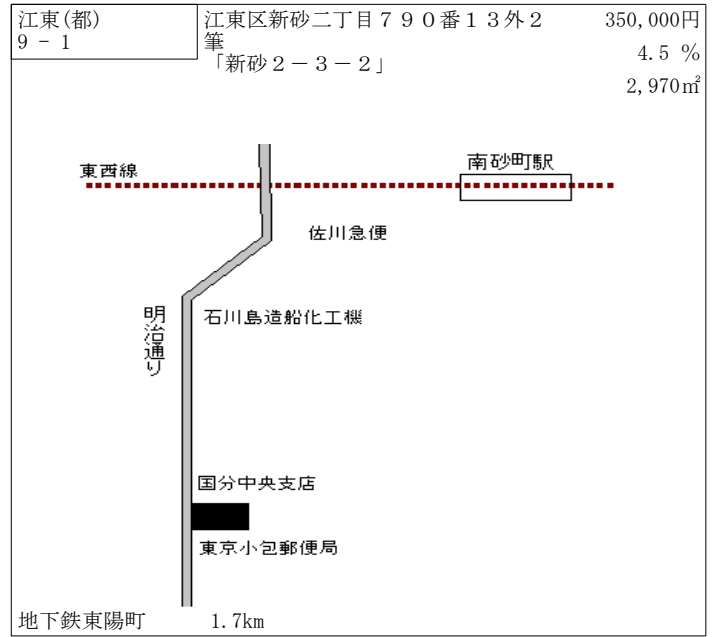 江東(都)
9 - 1
江東区新砂二丁目７９０番１３外２
筆
「新砂２－３－２」
350,000円
4.5 %
2,970㎡
東西線
南砂町駅
佐川急便
明治通り
石川島造船化工機
国分中央支店
東京小包郵便局
地下鉄東陽町 1.7km